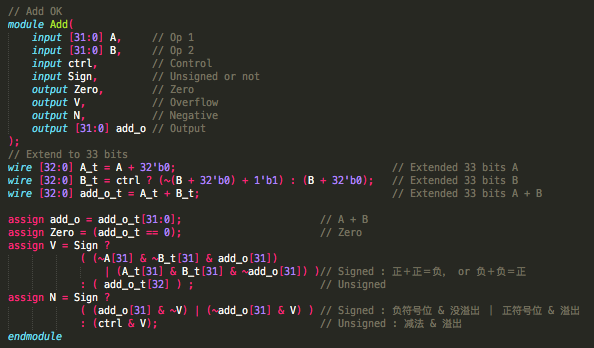 // Add OK
module Add(
    input [31:0] A,     // Op 1
    input [31:0] B,     // Op 2
    input ctrl,         // Control
    input Sign,         // Unsigned or not
    output Zero,        // Zero
    output V,           // Overflow
    output N,           // Negative
    output [31:0] add_o // Output
);
// Extend to 33 bits
wire [32:0] A_t = A + 32'b0;                                // Extended 33 bits A
wire [32:0] B_t = ctrl ? (~(B + 32'b0) + 1'b1) : (B + 32'b0);   // Extended 33 bits B
wire [32:0] add_o_t = A_t + B_t;                            // Extended 33 bits A + B
assign add_o = add_o_t[31:0];                   // A + B
assign Zero = (add_o_t == 0);                   // Zero
assign V = Sign ?
            ( (~A[31] & ~B_t[31] & add_o[31])
                | (A_t[31] & B_t[31] & ~add_o[31]) )// Signed : 正＋正＝负， or 负＋负＝正
            : ( add_o_t[32] ) ;                 // Unsigned
assign N = Sign ?
            ( (add_o[31] & ~V) | (~add_o[31] & V) ) // Signed : 负符号位 & 没溢出 | 正符号位 & 溢出
            : (ctrl & V);                       // Unsigned : 减法 & 溢出
endmodule